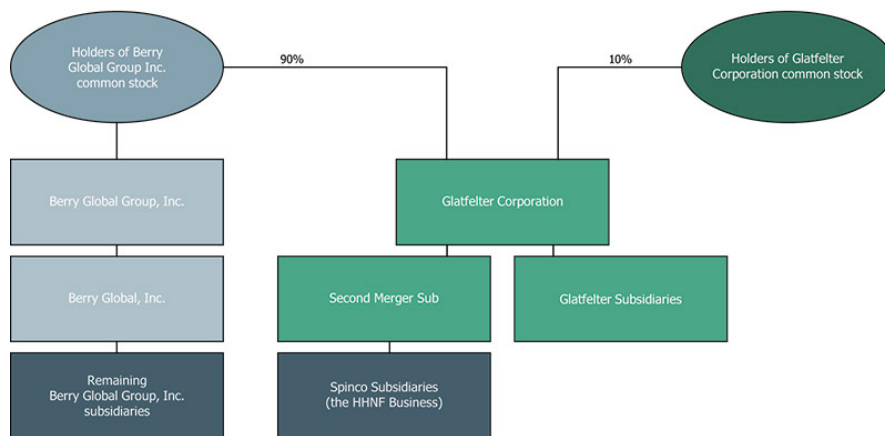 Holders of Berry
Global Group Inc.
common stock
90%
10%
Holders of Glatfelter
Corporation common stock
Berry Global Group, Inc.
Glatfelter Corporation
Berry Global, Inc.
Second Merger Sub
Glatfelter Subsidiaries
Remaining
Berry Global Group, Inc.
subsidiaries
Spinco Subsidiaries
(the HHNF Business)